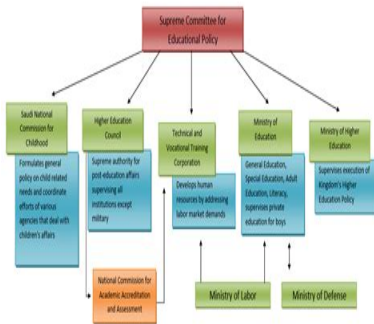 Supreme Committee for
Educational Policy
Saudi National
Commission for
Childhood
Formulates general
policy on child related
needs and coordinate
efforts of various
agencies that deal with
children's affairs
Higher Education
Council
Supreme authority for
post-education affairs
supervising all
institutions except
military
Technical and
Vocational Training
Corporation
Develops human
resources by addressing
labor market demands
Ministry of
Education
General Education,
Special Education, Adult
Education, Literacy,
supervises private
education for boys
Ministry of Higher
Education
Supervises execution of
Kingdom's Higher
Education Policy
National Commission for
Academic Accreditation
and Assessment
Ministry of Labor
Ministry of Defense